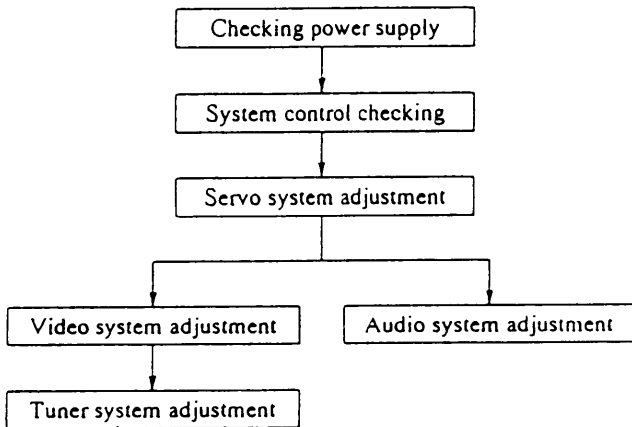 Checking power supply
System control checking
Servo system adjustment
Video system adjustment
Audio system adjustment
Tuner system adjustment